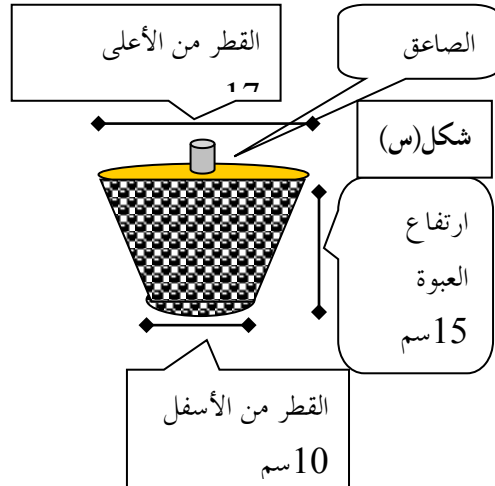 القطر من الأعلى
الصاعق
شكل(س)
ارتفاع
العبوة
15سم
القطر من الأسفل
10سم